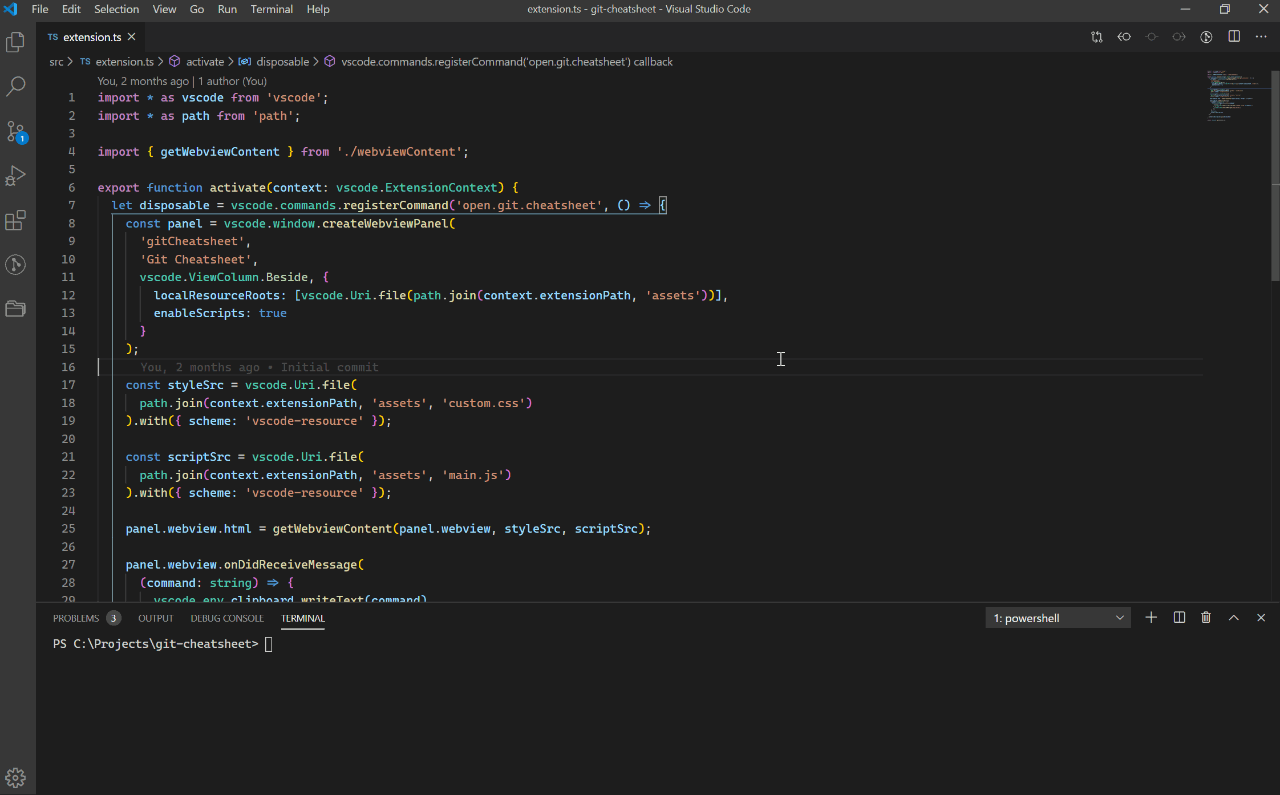 File Edit Selection View Go Run Terminal Help extension.ts - git-cheatsheet - Visual Studio Code
TS extension.ts
src > TS extension.ts > activate > disposable > vscode.commands.registerCommand('open.git.cheatsheet') callback
You, 2 months ago | 1 author (You)
1 import * as vscode from 'vscode';
2 import * as path from 'path';
3
4 import { getWebviewContent } from './webviewContent';
5
6 export function activate(context: vscode.ExtensionContext) {
7 let disposable = vscode.commands.registerCommand('open.git.cheatsheet', () => {
8 const panel = vscode.window.createWebviewPanel(
9 'gitCheatsheet',
10 'Git Cheatsheet',
11 vscode.ViewColumn.Beside, {
12 localResourceRoots: [vscode.Uri.file(path.join(context.extensionPath, 'assets'))],
13 enableScripts: true
14 }
15 );
16 You, 2 months ago • Initial commit
17 const styleSrc = vscode.Uri.file(
18 path.join(context.extensionPath, 'assets', 'custom.css')
19 ).with({ scheme: 'vscode-resource' });
20
21 const scriptSrc = vscode.Uri.file(
22 path.join(context.extensionPath, 'assets', 'main.js')
23 ).with({ scheme: 'vscode-resource' });
24
25 panel.webview.html = getWebviewContent(panel.webview, styleSrc, scriptSrc);
26
27 panel.webview.onDidReceiveMessage(
28 (command: string) => {
29 vscode.env.clipboard.writeText(command)
1
PROBLEMS 3 OUTPUT DEBUG CONSOLE TERMINAL 1: powershell
PS C:\Projects\git-cheatsheet>